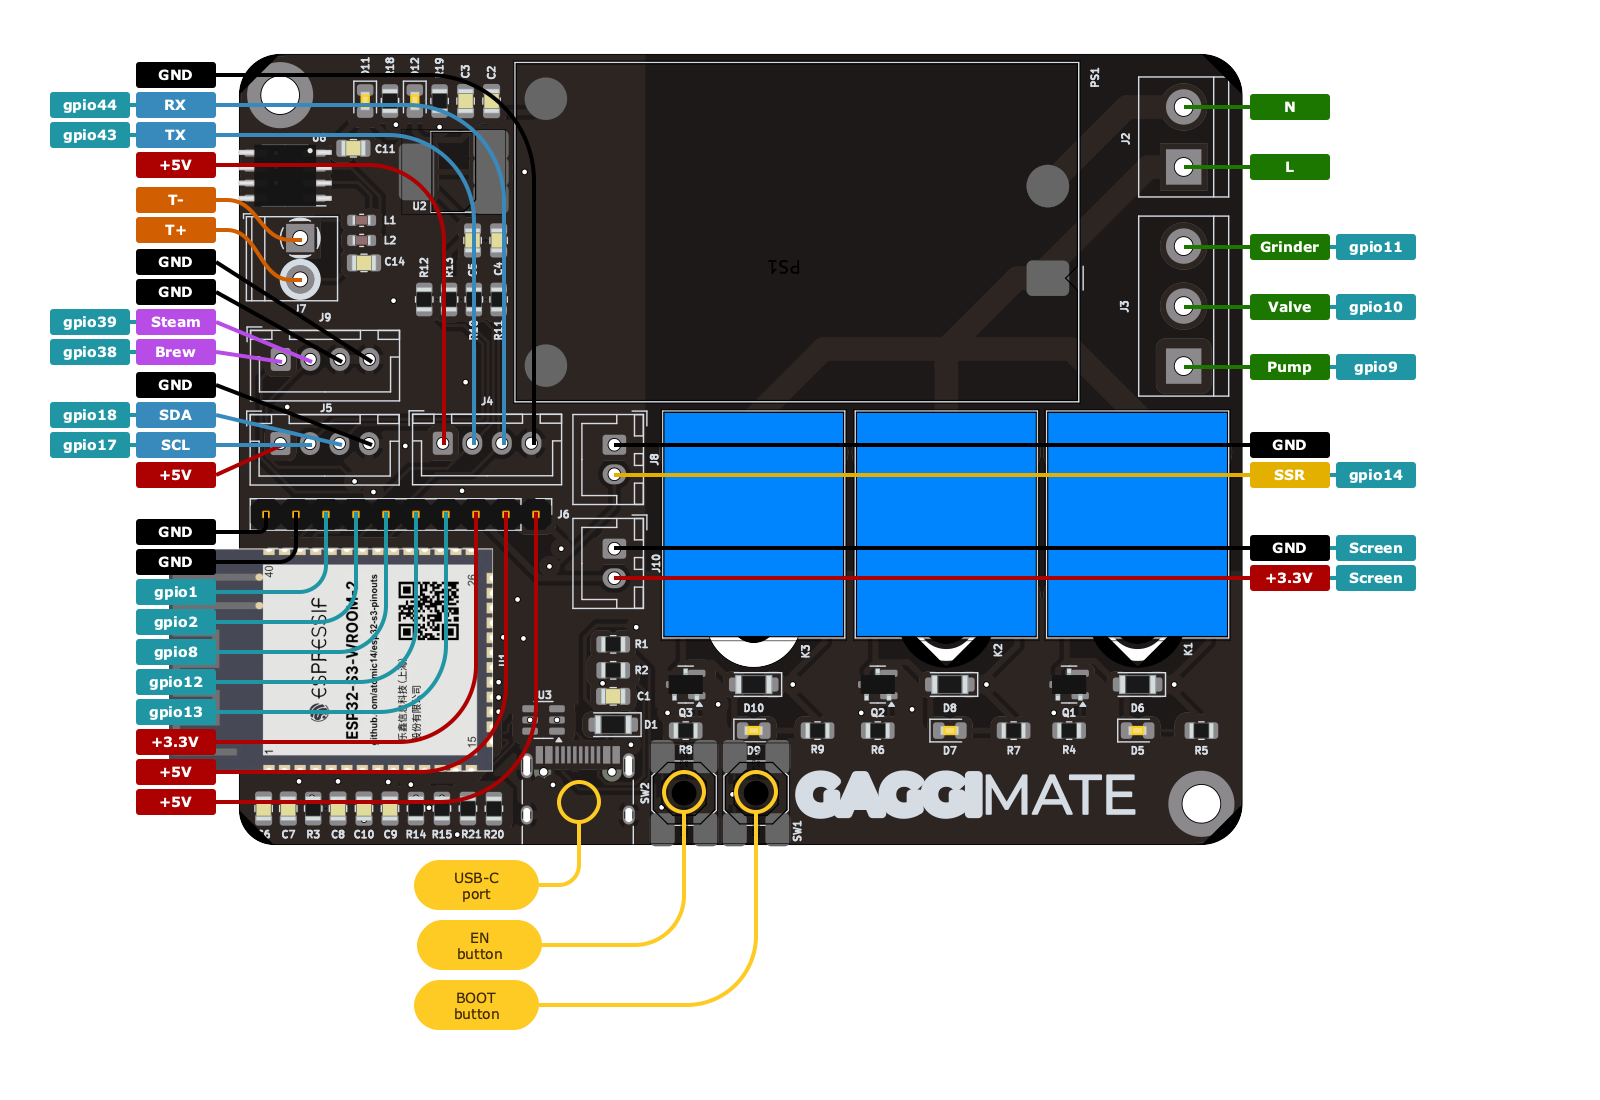 GND
gpio44 RX
gpio43 TX
+5V
T-
T+
GND
GND
gpio39 Steam
gpio38 Brew
GND
gpio18 SDA
gpio17 SCL
+5V
GND
GND
gpio1
gpio2
gpio8
gpio12
gpio13
+3.3V
+5V
+5V
D11 R18 D12 R19 C3 C2
C11
U2
L1
L2
C14
R12 R13 C5 C4
R10 R11
J7
J9
J5
J4
J6
J8
J10
PS1
PS1
J2
J3
40
26
1
15
ESPRESSIF
ESP32-S3-WROOM-2
github.com/atomic14/esp32-s3-pinouts
乐鑫信息科技(上海)
股份有限公司
U1
R1
R2
C1
D1
U3
K3
K2
K1
Q3 D10 Q2 D8 Q1 D6
R8 D9 R9 R6 D7 R7 R4 D5 R5
SW2
SW1
GAGGIMATE
C6 C7 R3 C8 C10 C9 R14 R15 R21 R20
N
L
Grinder gpio11
Valve gpio10
Pump gpio9
GND
SSR gpio14
GND Screen
+3.3V Screen
USB-C
port
EN
button
BOOT
button